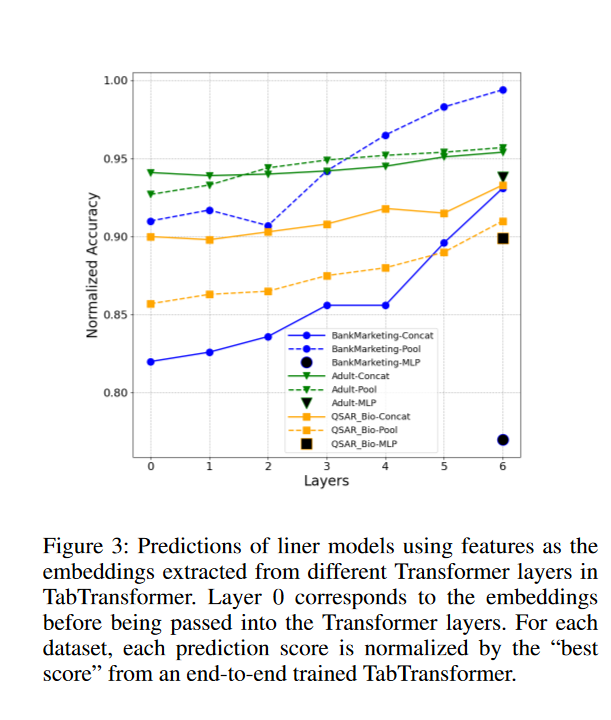 1.00
0.95
0.90
0.85
0.80
Normalized Accuracy
BankMarketing-Concat
BankMarketing-Pool
BankMarketing-MLP
Adult-Concat
Adult-Pool
Adult-MLP
QSAR_Bio-Concat
QSAR_Bio-Pool
QSAR_Bio-MLP
0 1 2 3 4 5 6
Layers
Figure 3: Predictions of liner models using features as the
embeddings extracted from different Transformer layers in
TabTransformer. Layer 0 corresponds to the embeddings
before being passed into the Transformer layers. For each
dataset, each prediction score is normalized by the “best
score” from an end-to-end trained TabTransformer.